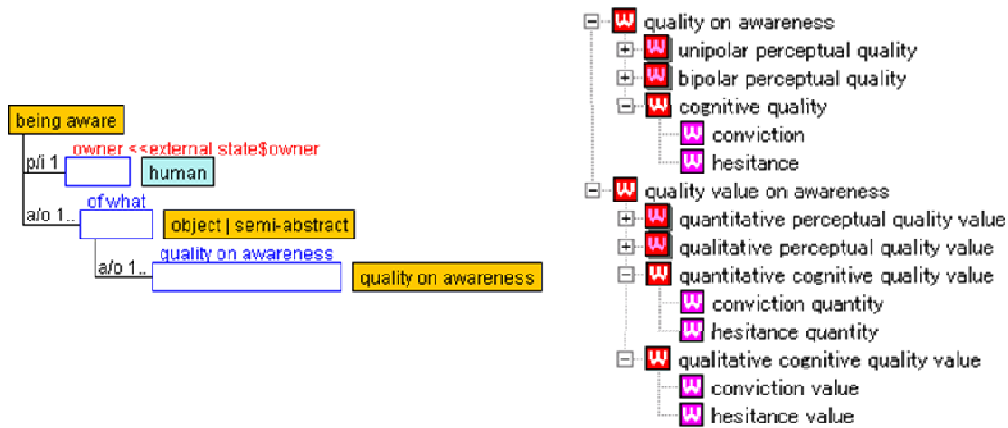 being aware
owner <<external state$owner
p/i 1
human
of what
a/o 1..
object | semi-abstract
quality on awareness
a/o 1..
quality on awareness
quality on awareness
unipolar perceptual quality
bipolar perceptual quality
cognitive quality
conviction
hesitance
quality value on awareness
quantitative perceptual quality value
qualitative perceptual quality value
quantitative cognitive quality value
conviction quantity
hesitance quantity
qualitative cognitive quality value
conviction value
hesitance value